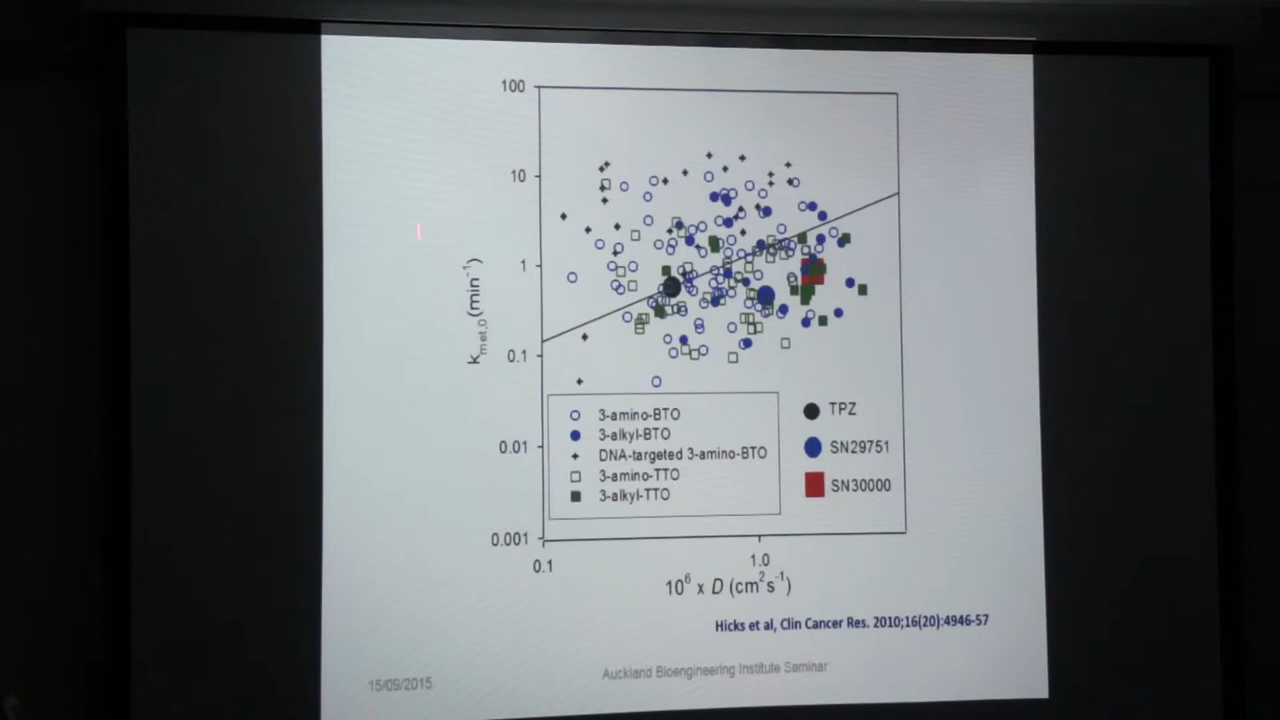 100
10
1
0.1
0.01
0.001
k met,0 (min⁻¹)
3-amino-BTO
3-alkyl-BTO
DNA-targeted 3-amino-BTO
3-amino-TTO
3-alkyl-TTO
TPZ
SN29751
SN30000
0.1
1.0
10⁶ x D (cm²s⁻¹)
Hicks et al, Clin Cancer Res. 2010;16(20):4946-57
15/09/2015
Auckland Bioengineering Institute Seminar